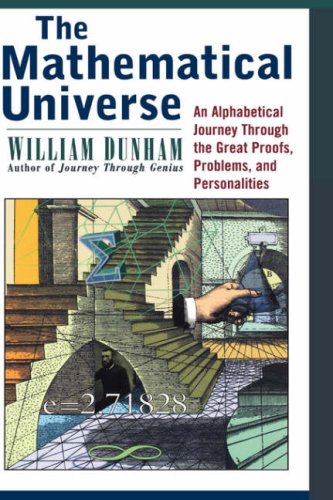 The
Mathematical
Universe
An Alphabetical
Journey Through
the Great Proofs,
Problems, and
Personalities
WILLIAM DUNHAM
Author of Journey Through Genius
Σ
B
e=2.71828
∞